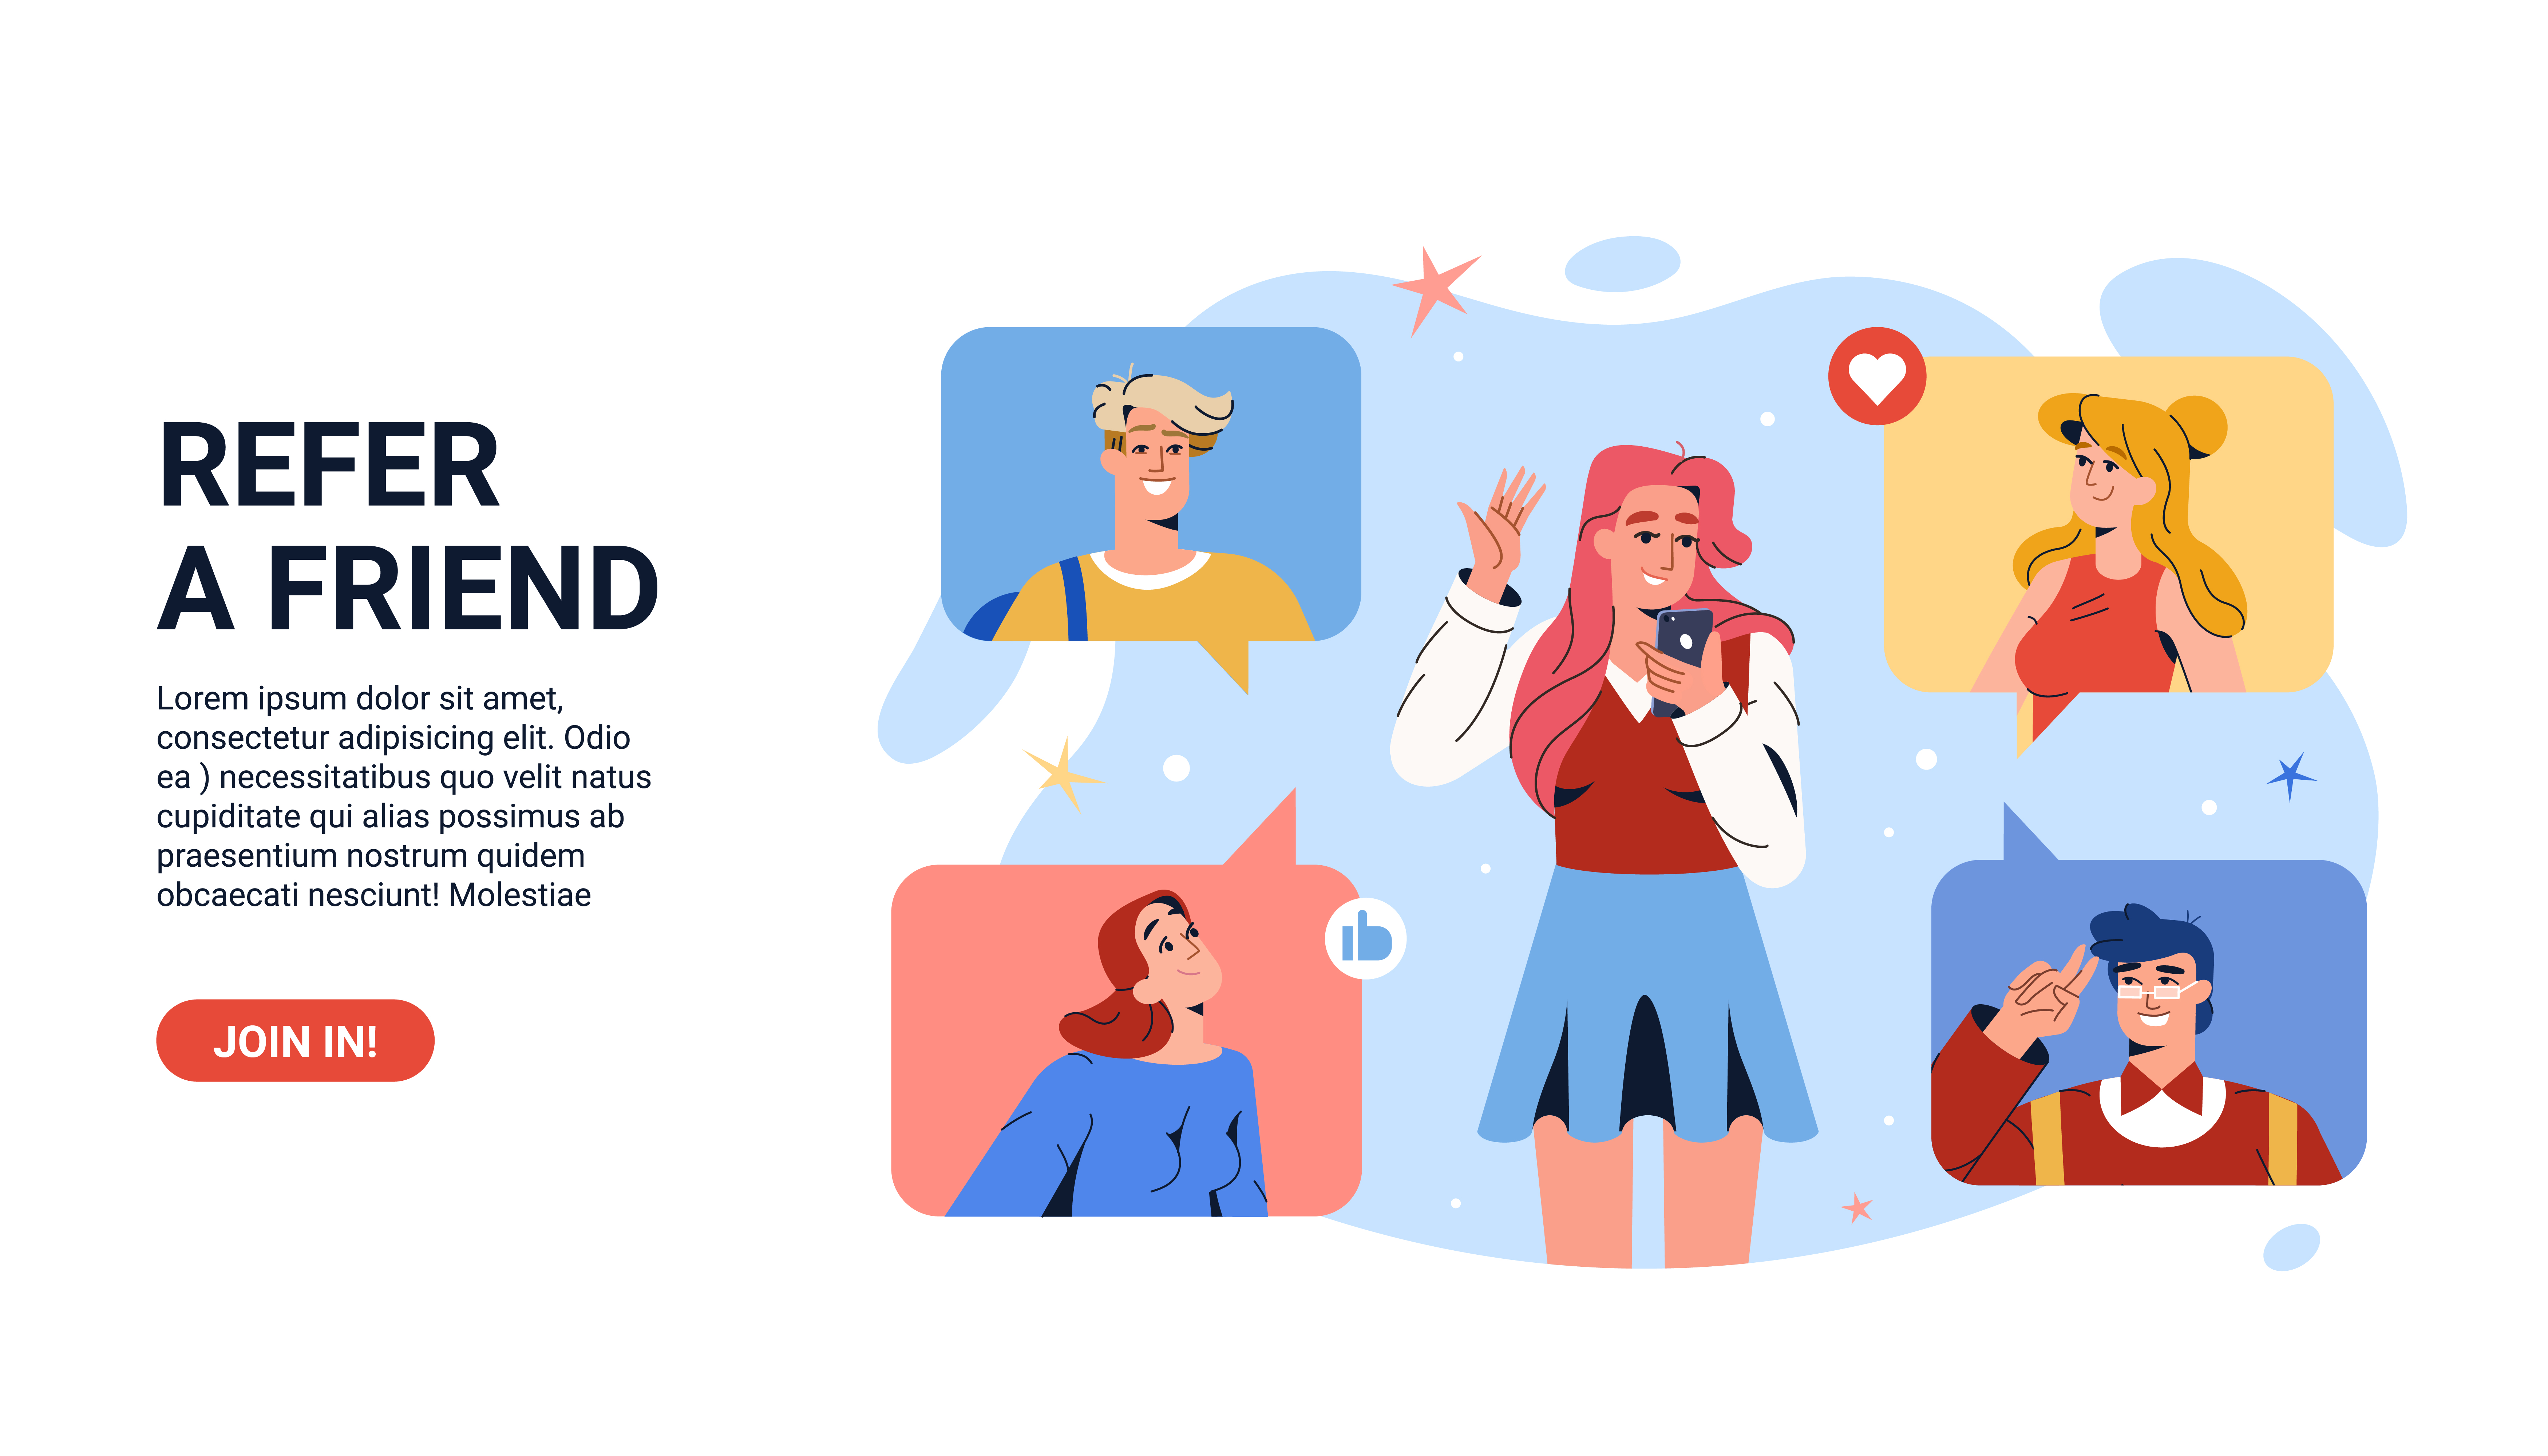 REFER
A FRIEND
Lorem ipsum dolor sit amet,
consectetur adipisicing elit. Odio
ea ) necessitatibus quo velit natus
cupiditate qui alias possimus ab
praesentium nostrum quidem
obcaecati nesciunt! Molestiae
JOIN IN!